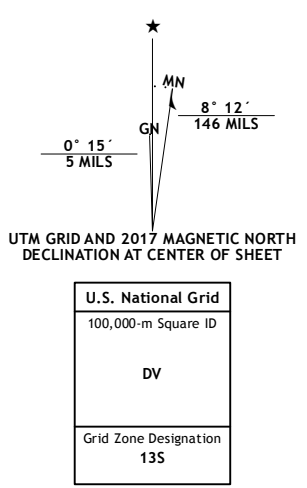 ★
MN
GN
8° 12´
146 MILS
0° 15´
5 MILS
UTM GRID AND 2017 MAGNETIC NORTH
DECLINATION AT CENTER OF SHEET
U.S. National Grid
100,000-m Square ID
DV
Grid Zone Designation
13S